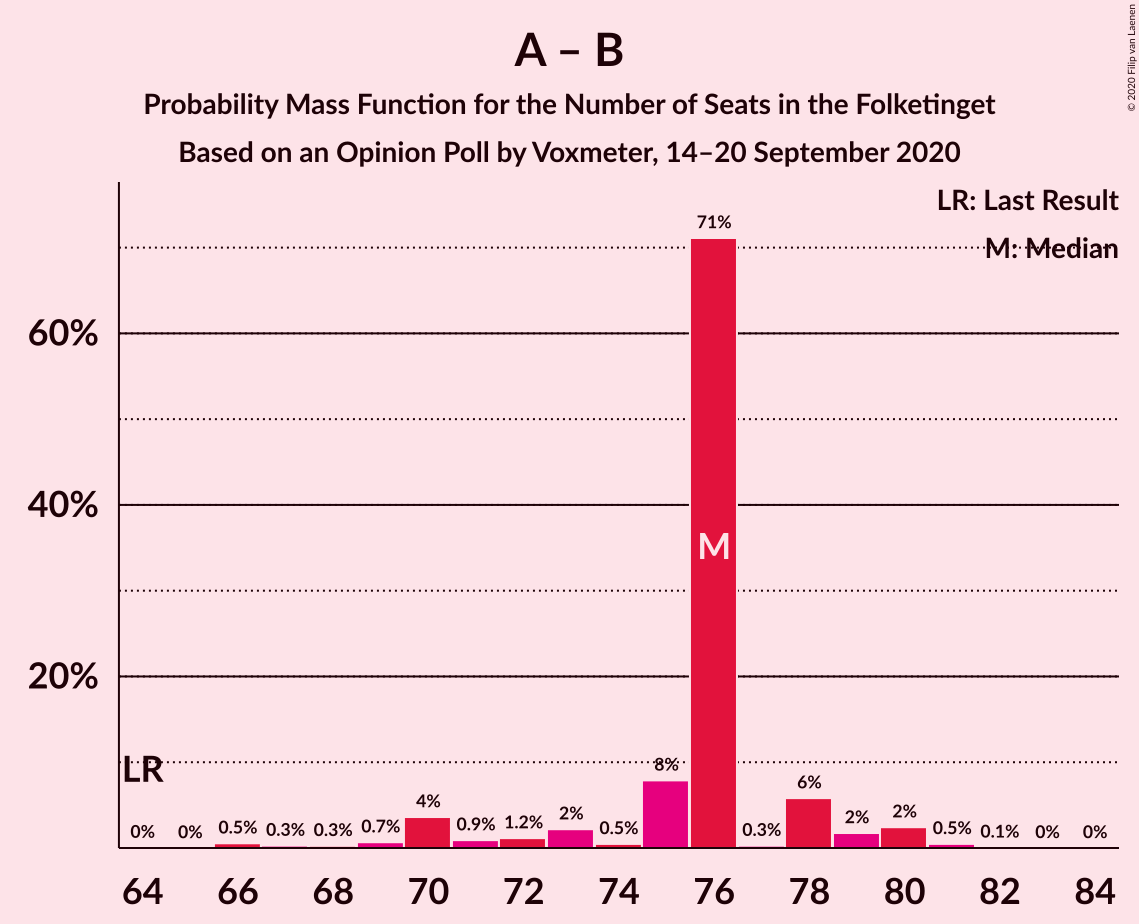 A – B
Probability Mass Function for the Number of Seats in the Folketinget
Based on an Opinion Poll by Voxmeter, 14–20 September 2020
© 2020 Filip van Laenen
LR: Last Result
M: Median
60%
40%
20%
LR
M
0% 0% 0.5% 0.3% 0.3% 0.7% 4% 0.9% 1.2% 2% 0.5% 8% 71% 0.3% 6% 2% 2% 0.5% 0.1% 0% 0%
64 66 68 70 72 74 76 78 80 82 84